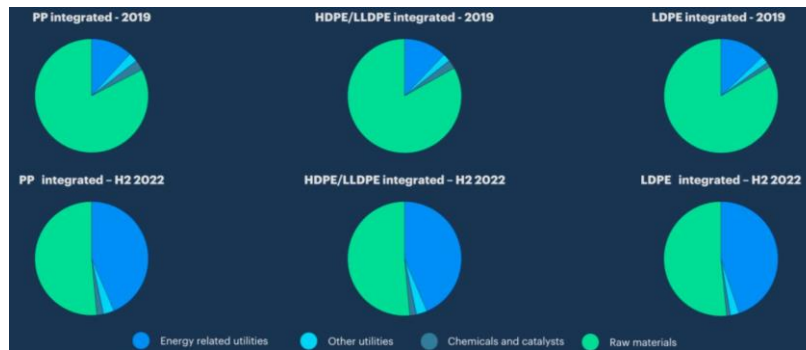 PP integrated - 2019
HDPE/LLDPE integrated - 2019
LDPE integrated - 2019
PP integrated – H2 2022
HDPE/LLDPE integrated – H2 2022
LDPE integrated – H2 2022
Energy related utilities
Other utilities
Chemicals and catalysts
Raw materials